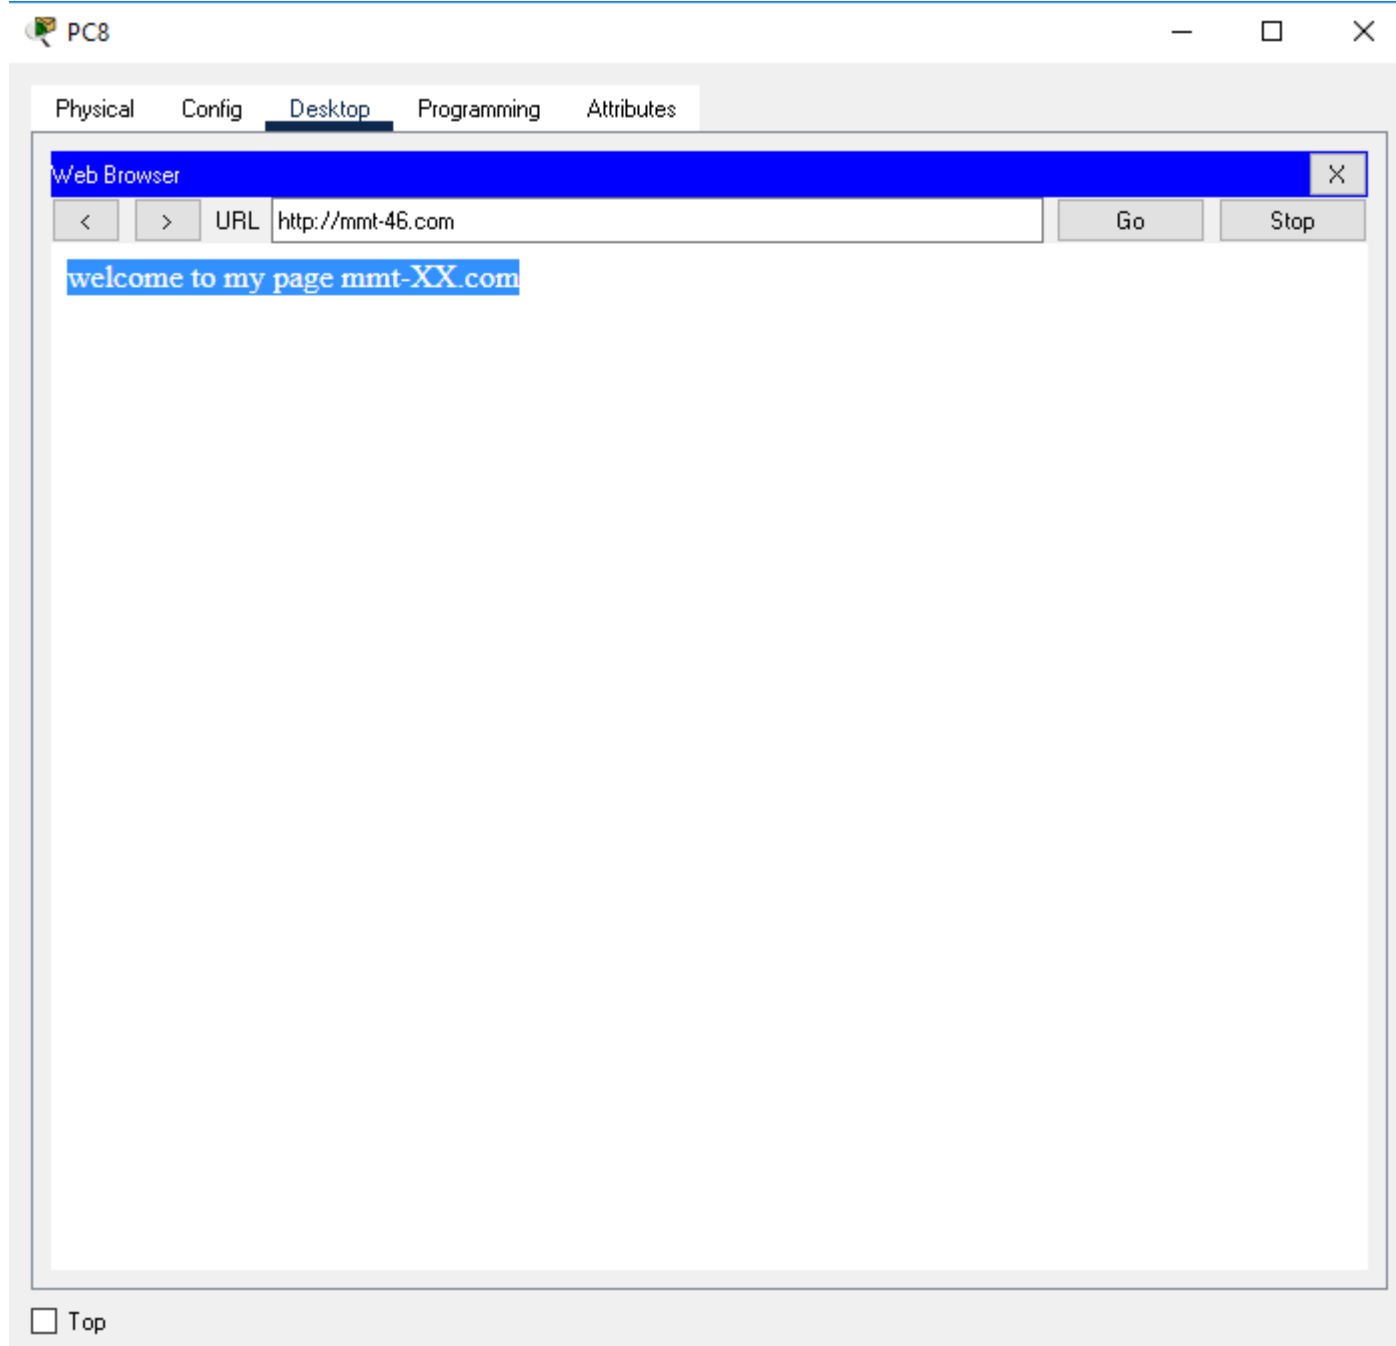 PC8
Physical Config Desktop Programming Attributes
Web Browser X
< > URL http://mmt-46.com Go Stop
welcome to my page mmt-XX.com
Top